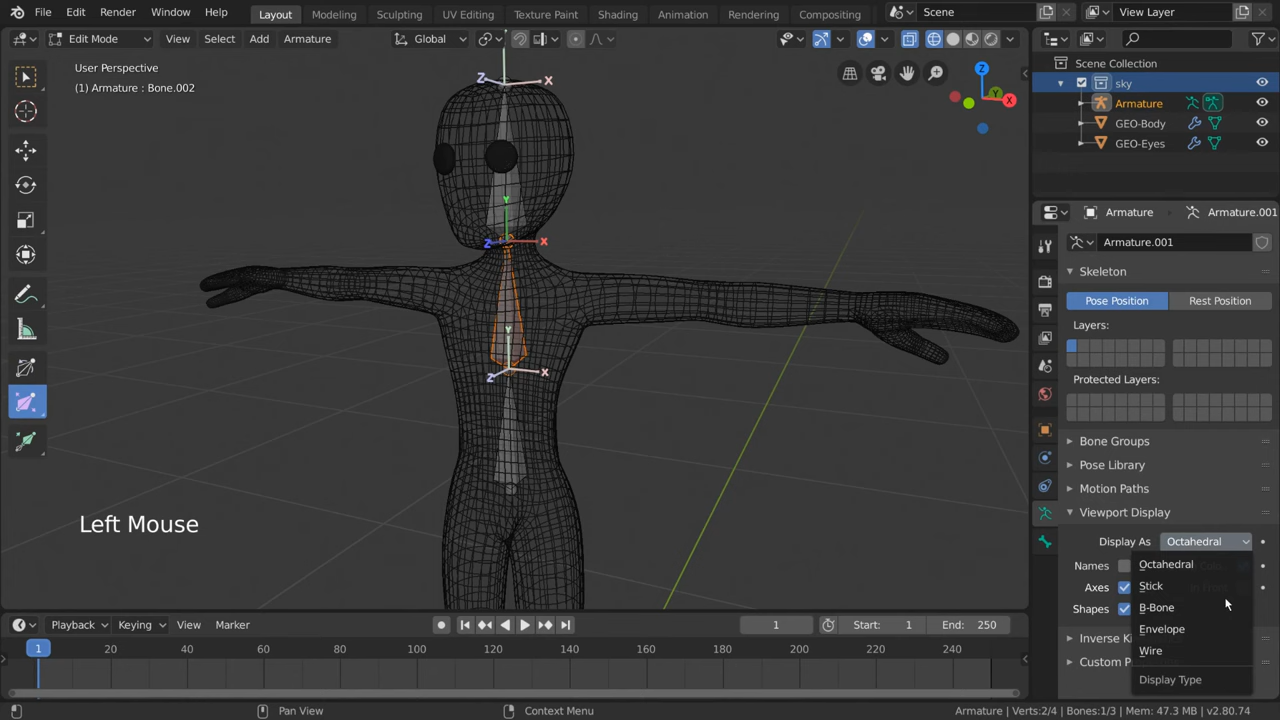 File Edit Render Window Help Layout Modeling Sculpting UV Editing Texture Paint Shading Animation Rendering Compositing Scene View Layer
Edit Mode View Select Add Armature Global
User Perspective
(1) Armature : Bone.002
Scene Collection
sky
Armature
GEO-Body
GEO-Eyes
Z X
Y
Z X
Y
Z X
Z
Y
X
Armature Armature.001
Armature.001
Skeleton
Pose Position Rest Position
Layers:
Protected Layers:
Bone Groups
Pose Library
Motion Paths
Viewport Display
Display As Octahedral
Names
Axes
Shapes
Octahedral
Stick
B-Bone
Envelope
Wire
Display Type
Left Mouse
Playback Keying View Marker 1 Start: 1 End: 250
1 20 40 60 80 100 120 140 160 180 200 220 240
Pan View Context Menu Armature | Verts:2/4 | Bones:1/3 | Mem: 47.3 MB | v2.80.74